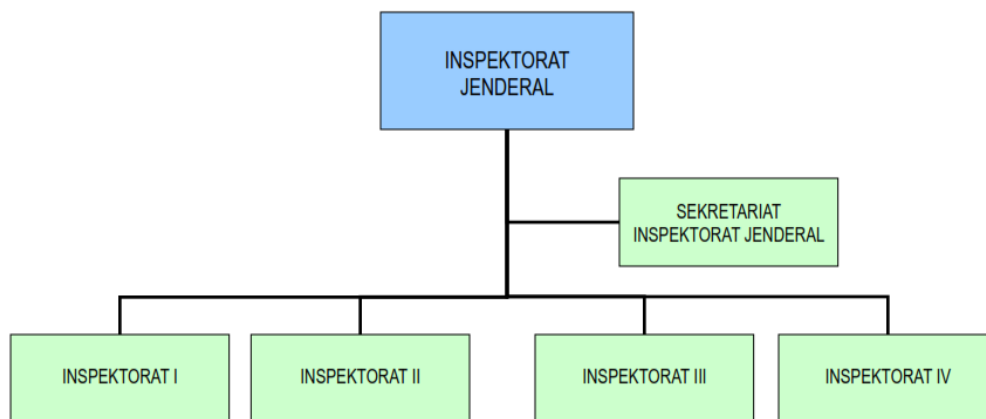 INSPEKTORAT
JENDERAL
SEKRETARIAT
INSPEKTORAT JENDERAL
INSPEKTORAT I
INSPEKTORAT II
INSPEKTORAT III
INSPEKTORAT IV